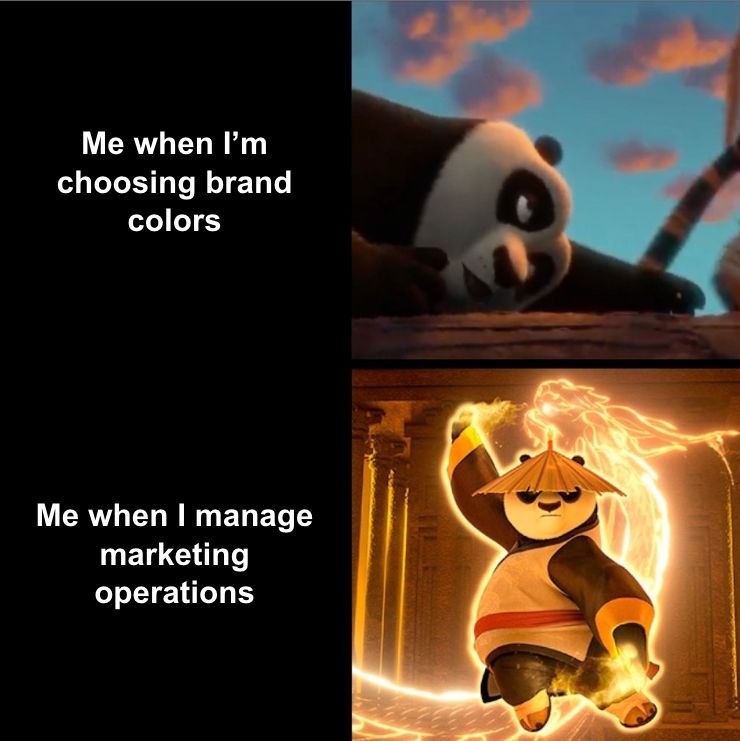 Me when I’m
choosing brand
colors
Me when I manage
marketing
operations